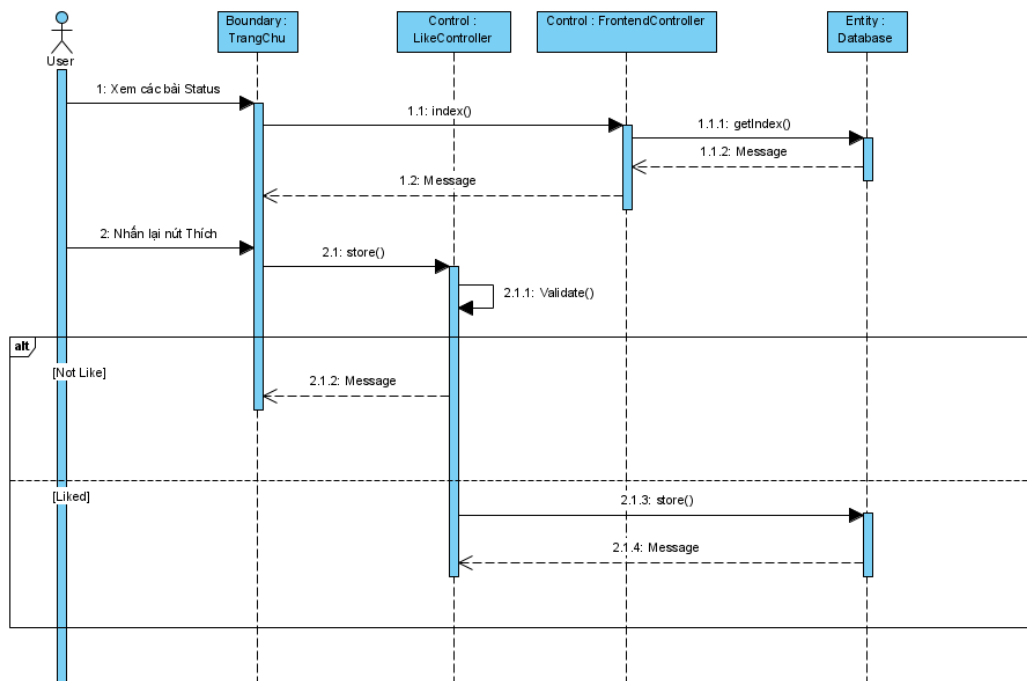 User
Boundary :
TrangChu
Control :
LikeController
Control : FrontendController
Entity :
Database
1: Xem các bài Status
1.1: index()
1.1.1: getIndex()
1.1.2: Message
1.2: Message
2: Nhấn lại nút Thích
2.1: store()
2.1.1: Validate()
alt
[Not Like]
2.1.2: Message
[Liked]
2.1.3: store()
2.1.4: Message